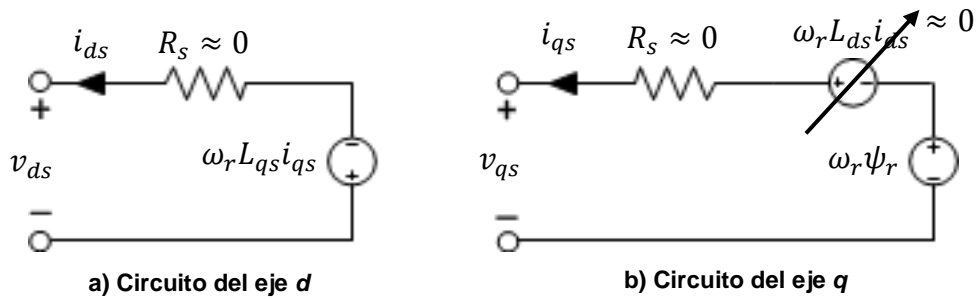 i_ds R_s ≈ 0
+
v_ds
−
ω_r L_qs i_qs
-
+
a) Circuito del eje d
i_qs R_s ≈ 0 ω_r L_ds i_ds ≈ 0
+ −
+
v_qs
−
ω_r ψ_r
+
-
b) Circuito del eje q